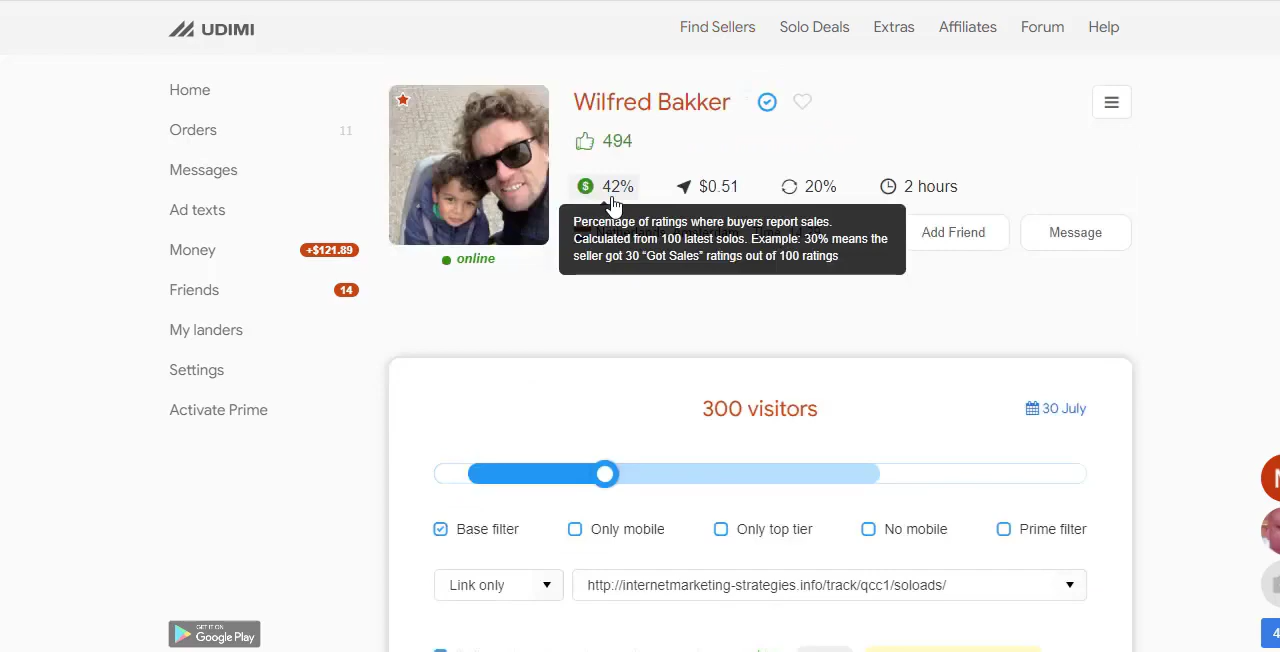 UDIMI
Find Sellers Solo Deals Extras Affiliates Forum Help
Home
Orders 11
Messages
Ad texts
Money +$121.89
Friends 14
My landers
Settings
Activate Prime
GET IT ON
Google Play
Wilfred Bakker
494
$ 42% $0.51 20% 2 hours
Percentage of ratings where buyers report sales.
Calculated from 100 latest solos. Example: 30% means the
seller got 30 “Got Sales” ratings out of 100 ratings
Add Friend Message
online
300 visitors 30 July
Base filter Only mobile Only top tier No mobile Prime filter
Link only http://internetmarketing-strategies.info/track/qcc1/soloads/